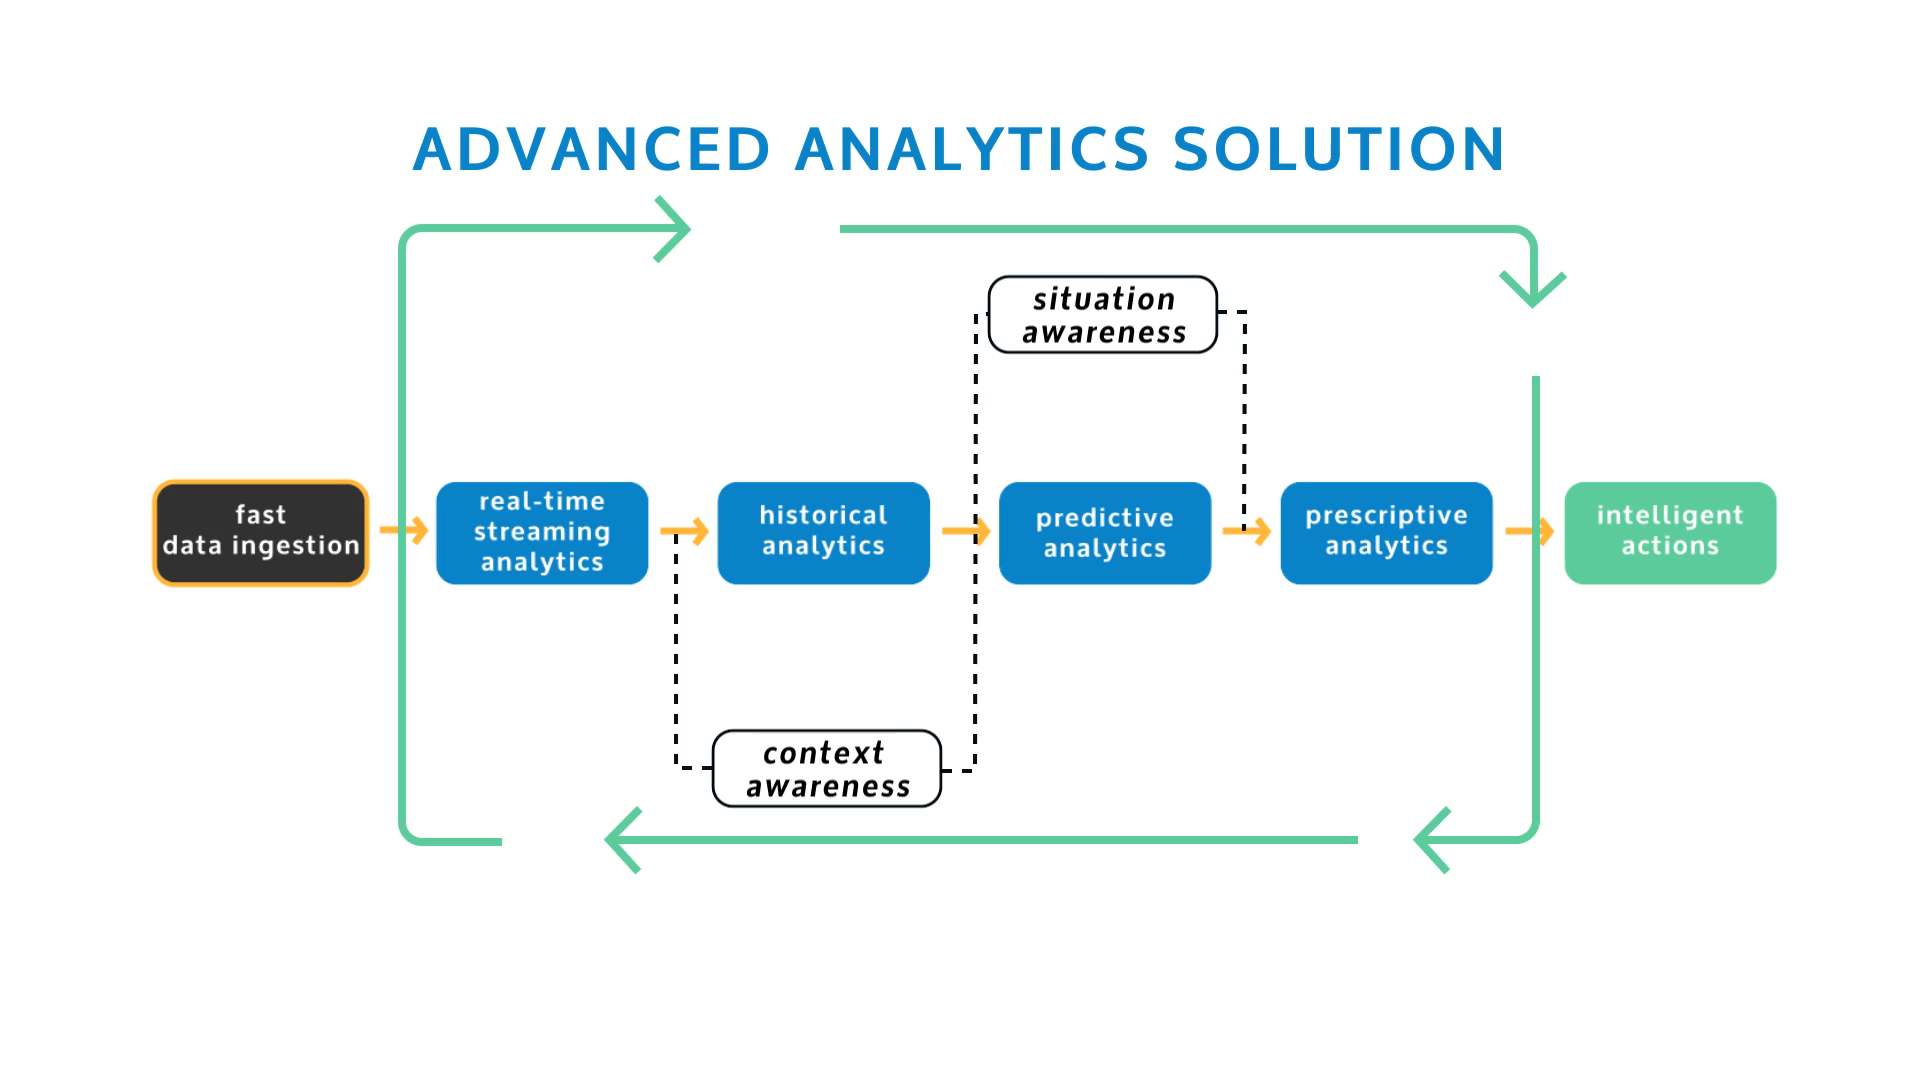 ADVANCED ANALYTICS SOLUTION
situation
awareness
fast
data ingestion
real-time
streaming
analytics
historical
analytics
predictive
analytics
prescriptive
analytics
intelligent
actions
context
awareness